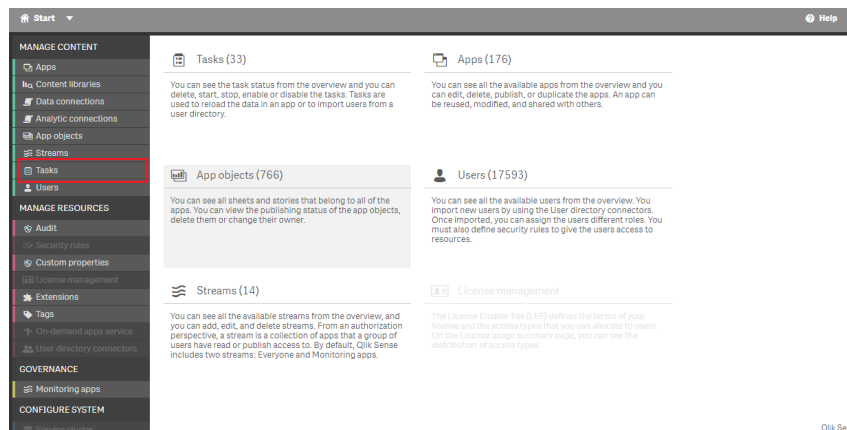 Start
Help
MANAGE CONTENT
Apps
Content libraries
Data connections
Analytic connections
App objects
Streams
Tasks
Users
MANAGE RESOURCES
Audit
Security rules
Custom properties
License management
Extensions
Tags
On-demand apps service
User directory connectors
GOVERNANCE
Monitoring apps
CONFIGURE SYSTEM
Service cluster
Tasks (33)
You can see the task status from the overview and you can
delete, start, stop, enable or disable the tasks. Tasks are
used to reload the data in an app or to import users from a
user directory.
Apps (176)
You can see all the available apps from the overview and you
can edit, delete, publish, or duplicate the apps. An app can
be reused, modified, and shared with others.
App objects (766)
You can see all sheets and stories that belong to all of the
apps. You can view the publishing status of the app objects,
delete them or change their owner.
Users (17593)
You can see all the available users from the overview. You
import new users by using the User directory connectors.
Once imported, you can assign the users different roles. You
must also define security rules to give the users access to
resources.
Streams (14)
You can see all the available streams from the overview, and
you can add, edit, and delete streams. From an authorization
perspective, a stream is a collection of apps that a group of
users have read or publish access to. By default, Qlik Sense
includes two streams: Everyone and Monitoring apps.
License management
The License Enabler File (LEF) defines the terms of your
license and the access types that you can allocate to users.
On the License usage summary page, you can see the
distribution of access types.
Qlik Se